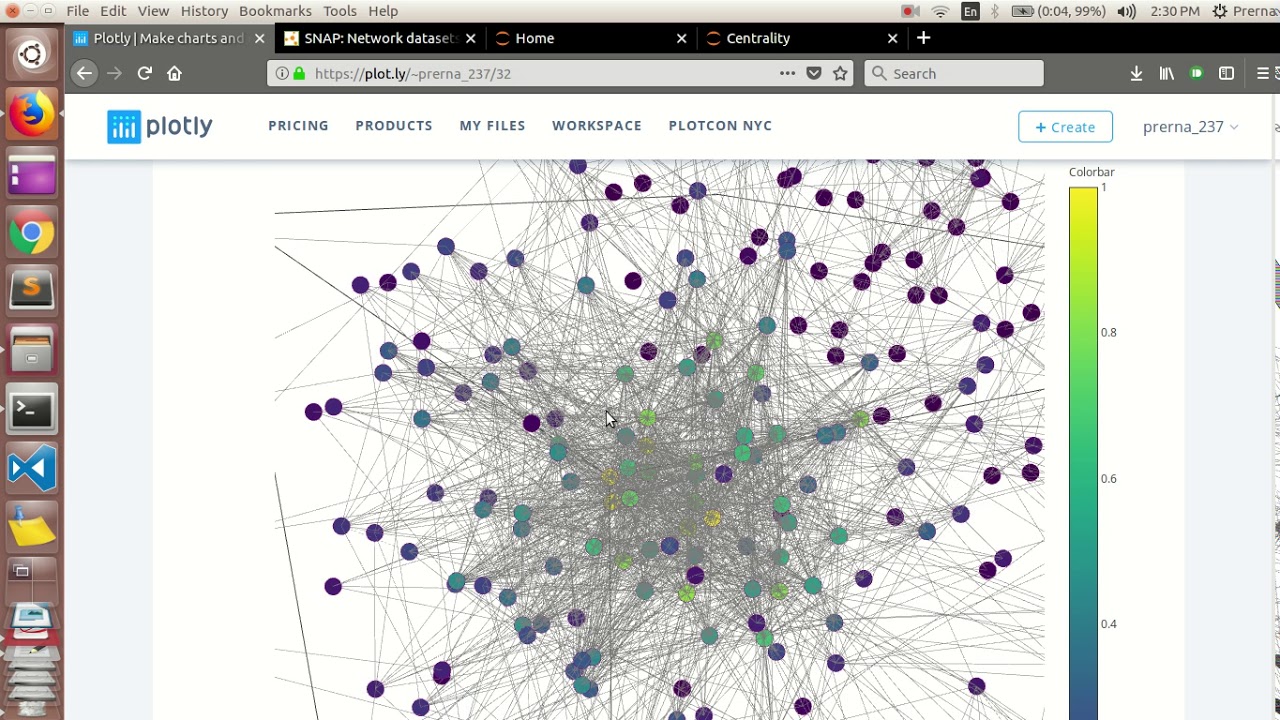 File Edit View History Bookmarks Tools Help En (0:04, 99%) 2:30 PM Prerna
Plotly | Make charts and SNAP: Network datasets Home Centrality
https://plot.ly/~prerna_237/32 Search
plotly PRICING PRODUCTS MY FILES WORKSPACE PLOTCON NYC + Create prerna_237
Colorbar
1
0.8
0.6
0.4